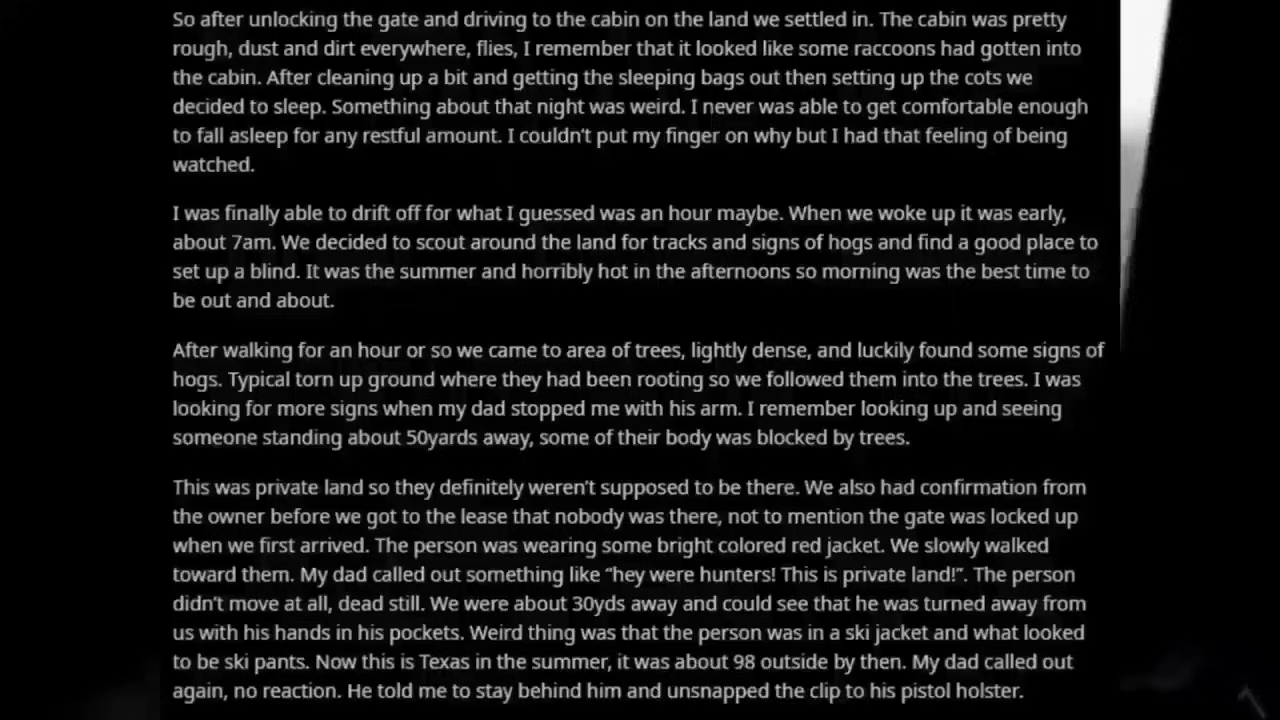 So after unlocking the gate and driving to the cabin on the land we settled in. The cabin was pretty
rough, dust and dirt everywhere, flies, I remember that it looked like some raccoons had gotten into
the cabin. After cleaning up a bit and getting the sleeping bags out then setting up the cots we
decided to sleep. Something about that night was weird. I never was able to get comfortable enough
to fall asleep for any restful amount. I couldn't put my finger on why but I had that feeling of being
watched.
I was finally able to drift off for what I guessed was an hour maybe. When we woke up it was early,
about 7am. We decided to scout around the land for tracks and signs of hogs and find a good place to
set up a blind. It was the summer and horribly hot in the afternoons so morning was the best time to
be out and about.
After walking for an hour or so we came to area of trees, lightly dense, and luckily found some signs of
hogs. Typical torn up ground where they had been rooting so we followed them into the trees. I was
looking for more signs when my dad stopped me with his arm. I remember looking up and seeing
someone standing about 50yards away, some of their body was blocked by trees.
This was private land so they definitely weren't supposed to be there. We also had confirmation from
the owner before we got to the lease that nobody was there, not to mention the gate was locked up
when we first arrived. The person was wearing some bright colored red jacket. We slowly walked
toward them. My dad called out something like “hey were hunters! This is private land!”. The person
didn't move at all, dead still. We were about 30yds away and could see that he was turned away from
us with his hands in his pockets. Weird thing was that the person was in a ski jacket and what looked
to be ski pants. Now this is Texas in the summer, it was about 98 outside by then. My dad called out
again, no reaction. He told me to stay behind him and unsnapped the clip to his pistol holster.